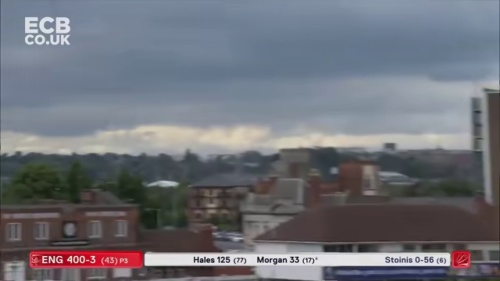 ECB
.CO.UK
ENG 400-3 (43) P3 Hales 125 (77) Morgan 33 (17)* Stoinis 0-56 (6)